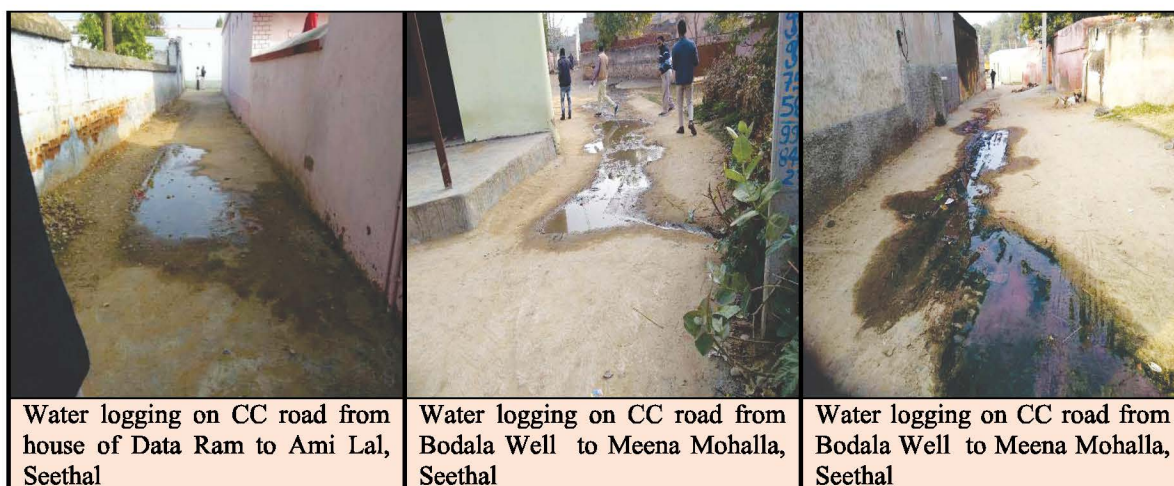 Water logging on CC road from
house of Data Ram to Ami Lal,
Seethal
Water logging on CC road from
Bodala Well to Meena Mohalla,
Seethal
Water logging on CC road from
Bodala Well to Meena Mohalla,
Seethal